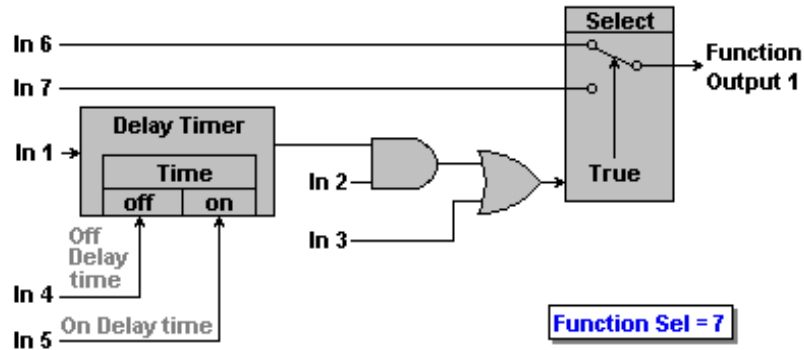 Select
In 6
Function
Output 1
In 7
Delay Timer
In 1
Time
True
In 2
off on
Off
Delay
time
In 3
In 4
On Delay time
In 5
Function Sel = 7